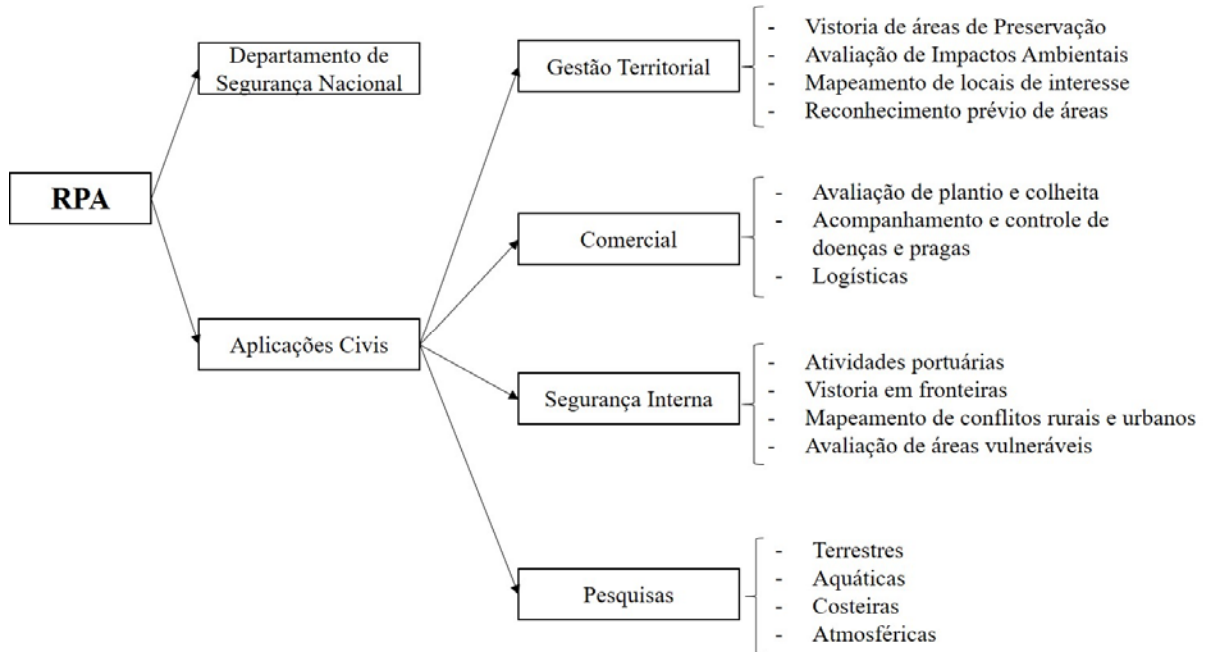 RPA
Departamento de
Segurança Nacional
Aplicações Civis
Gestão Territorial
- Vistoria de áreas de Preservação
- Avaliação de Impactos Ambientais
- Mapeamento de locais de interesse
- Reconhecimento prévio de áreas
Comercial
- Avaliação de plantio e colheita
- Acompanhamento e controle de
doenças e pragas
- Logísticas
Segurança Interna
- Atividades portuárias
- Vistoria em fronteiras
- Mapeamento de conflitos rurais e urbanos
- Avaliação de áreas vulneráveis
Pesquisas
- Terrestres
- Aquáticas
- Costeiras
- Atmosféricas